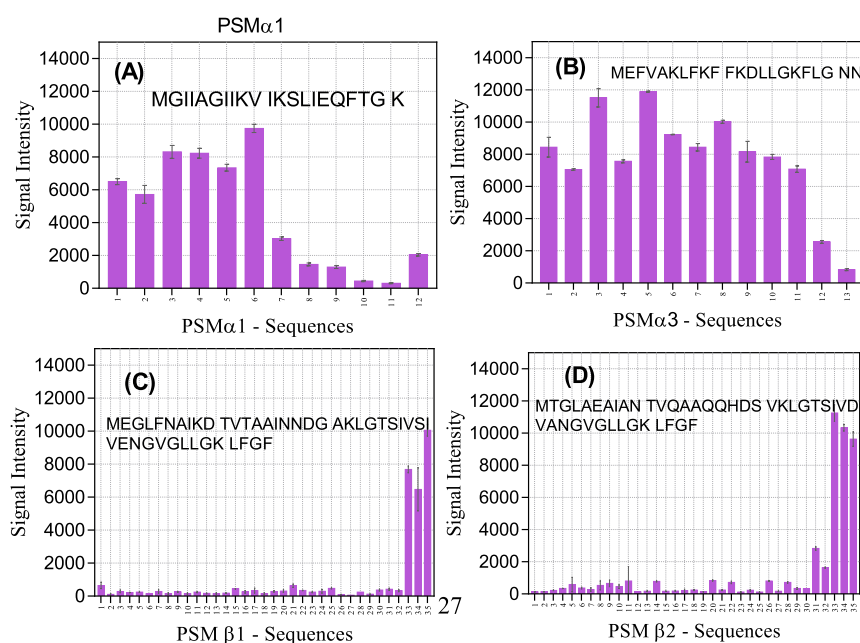 PSMα1
(A)
MGIIAGIIKV IKSLIEQFTG K
Signal Intensity
14000
12000
10000
8000
6000
4000
2000
0
1 2 3 4 5 6 7 8 9 10 11 12
PSMα1 - Sequences
(B)
MEFVAKLFKF FKDLLGKFLG NN
Signal Intensity
14000
12000
10000
8000
6000
4000
2000
0
1 2 3 4 5 6 7 8 9 10 11 12 13
PSMα3 - Sequences
(C)
MEGLFNAIKD TVTAAINNDG AKLGTSIVSI
VENGVGLLGK LFGF
Signal Intensity
14000
12000
10000
8000
6000
4000
2000
0
1 2 3 4 5 6 7 8 9 10 11 12 13 14 15 16 17 18 19 20 21 22 23 24 25 26 27 28 29 30 31 32 33 34 35
PSM β1 - Sequences
27
(D)
MTGLAEAIAN TVQAAQQHDS VKLGTSIVD
VANGVGLLGK LFGF
Signal Intensity
14000
12000
10000
8000
6000
4000
2000
0
1 2 3 4 5 6 7 8 9 10 11 12 13 14 15 16 17 18 19 20 21 22 23 24 25 26 27 28 29 30 31 32 33 34 35
PSM β2 - Sequences